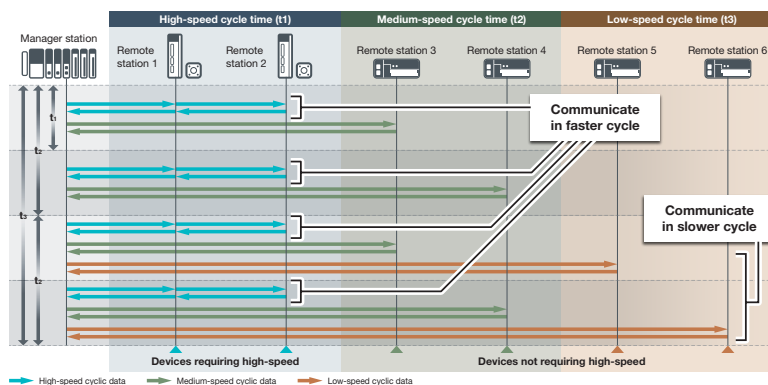 High-speed cycle time (t1)
Medium-speed cycle time (t2)
Low-speed cycle time (t3)
Manager station
Remote
station 1
Remote
station 2
Remote station 3
Remote station 4
Remote station 5
Remote station 6
t₁
t₂
t₃
t₂
Communicate
in faster cycle
Communicate
in slower cycle
Devices requiring high-speed
Devices not requiring high-speed
High-speed cyclic data
Medium-speed cyclic data
Low-speed cyclic data